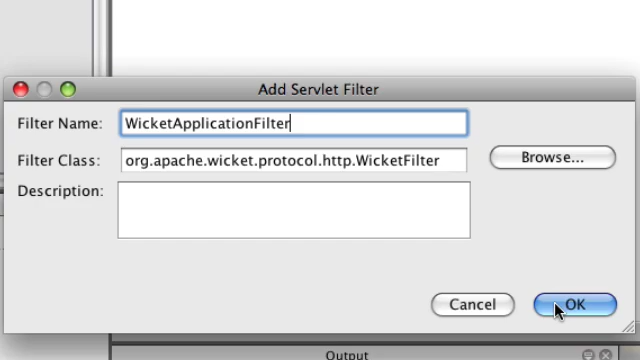 Add Servlet Filter
Filter Name: WicketApplicationFilter
Filter Class: org.apache.wicket.protocol.http.WicketFilter Browse...
Description:
Cancel OK
Output